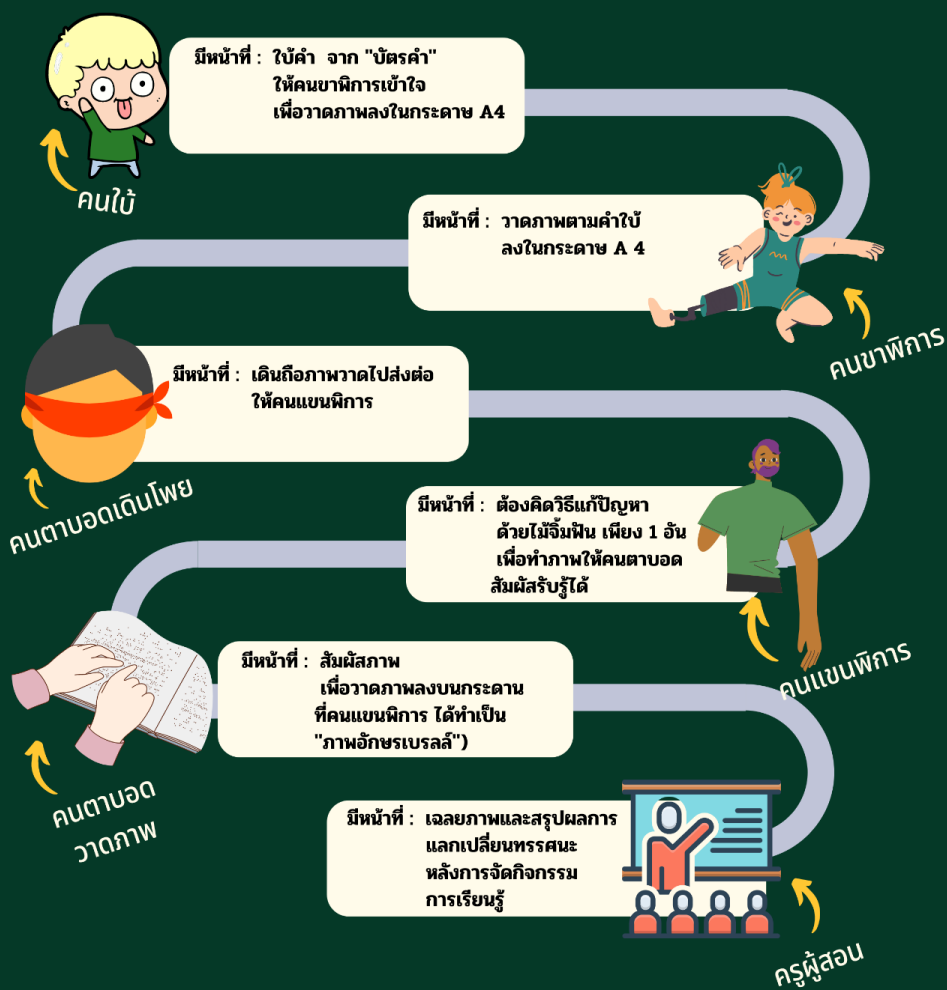 มีหน้าที่ : ใบ้คำ จาก "บัตรคำ"
ให้คนขาพิการเข้าใจ
เพื่อวาดภาพลงในกระดาษ A4
คนใบ้
มีหน้าที่ : วาดภาพตามคำใบ้
ลงในกระดาษ A 4
คนขาพิการ
มีหน้าที่ : เดินถือภาพวาดไปส่งต่อ
ให้คนแขนพิการ
คนตาบอดเดินโพย
มีหน้าที่ : ต้องคิดวิธีแก้ปัญหา
ด้วยไม้จิ้มฟัน เพียง 1 อัน
เพื่อทำภาพให้คนตาบอด
สัมผัสรับรู้ได้
คนแขนพิการ
มีหน้าที่ : สัมผัสภาพ
เพื่อวาดภาพลงบนกระดาน
ที่คนแขนพิการ ได้ทำเป็น
"ภาพอักษรเบรลล์")
คนตาบอด
วาดภาพ
มีหน้าที่ : เฉลยภาพและสรุปผลการ
แลกเปลี่ยนทรรศนะ
หลังการจัดกิจกรรม
การเรียนรู้
ครูผู้สอน